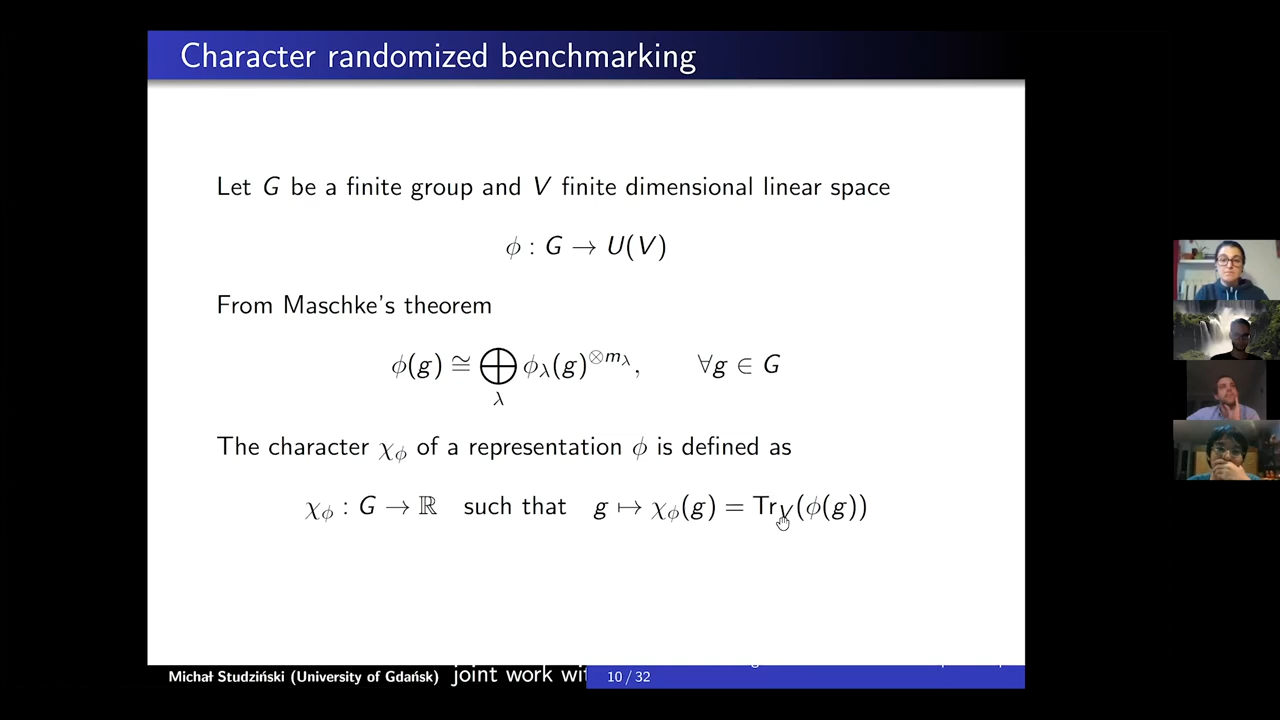 Character randomized benchmarking
Let G be a finite group and V finite dimensional linear space
ϕ : G → U(V)
From Maschke's theorem
ϕ(g) ≅ ⨁_λ ϕ_λ(g)^{⊗m_λ}, ∀g ∈ G
The character χ_ϕ of a representation ϕ is defined as
χ_ϕ : G → ℝ such that g ↦ χ_ϕ(g) = Tr_V(ϕ(g))
Michał Studziński (University of Gdańsk) joint work
10 / 32